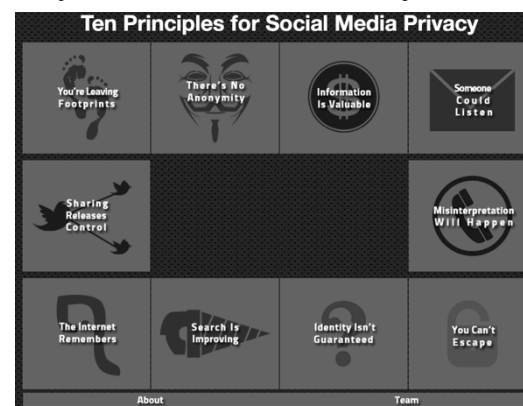 Ten Principles for Social Media Privacy
You're Leaving
Footprints
There's No
Anonymity
Information
Is Valuable
Someone
Could
Listen
Sharing
Releases
Control
Misinterpretation
Will Happen
The Internet
Remembers
Search Is
Improving
Identity Isn't
Guaranteed
You Can't
Escape
About
Team